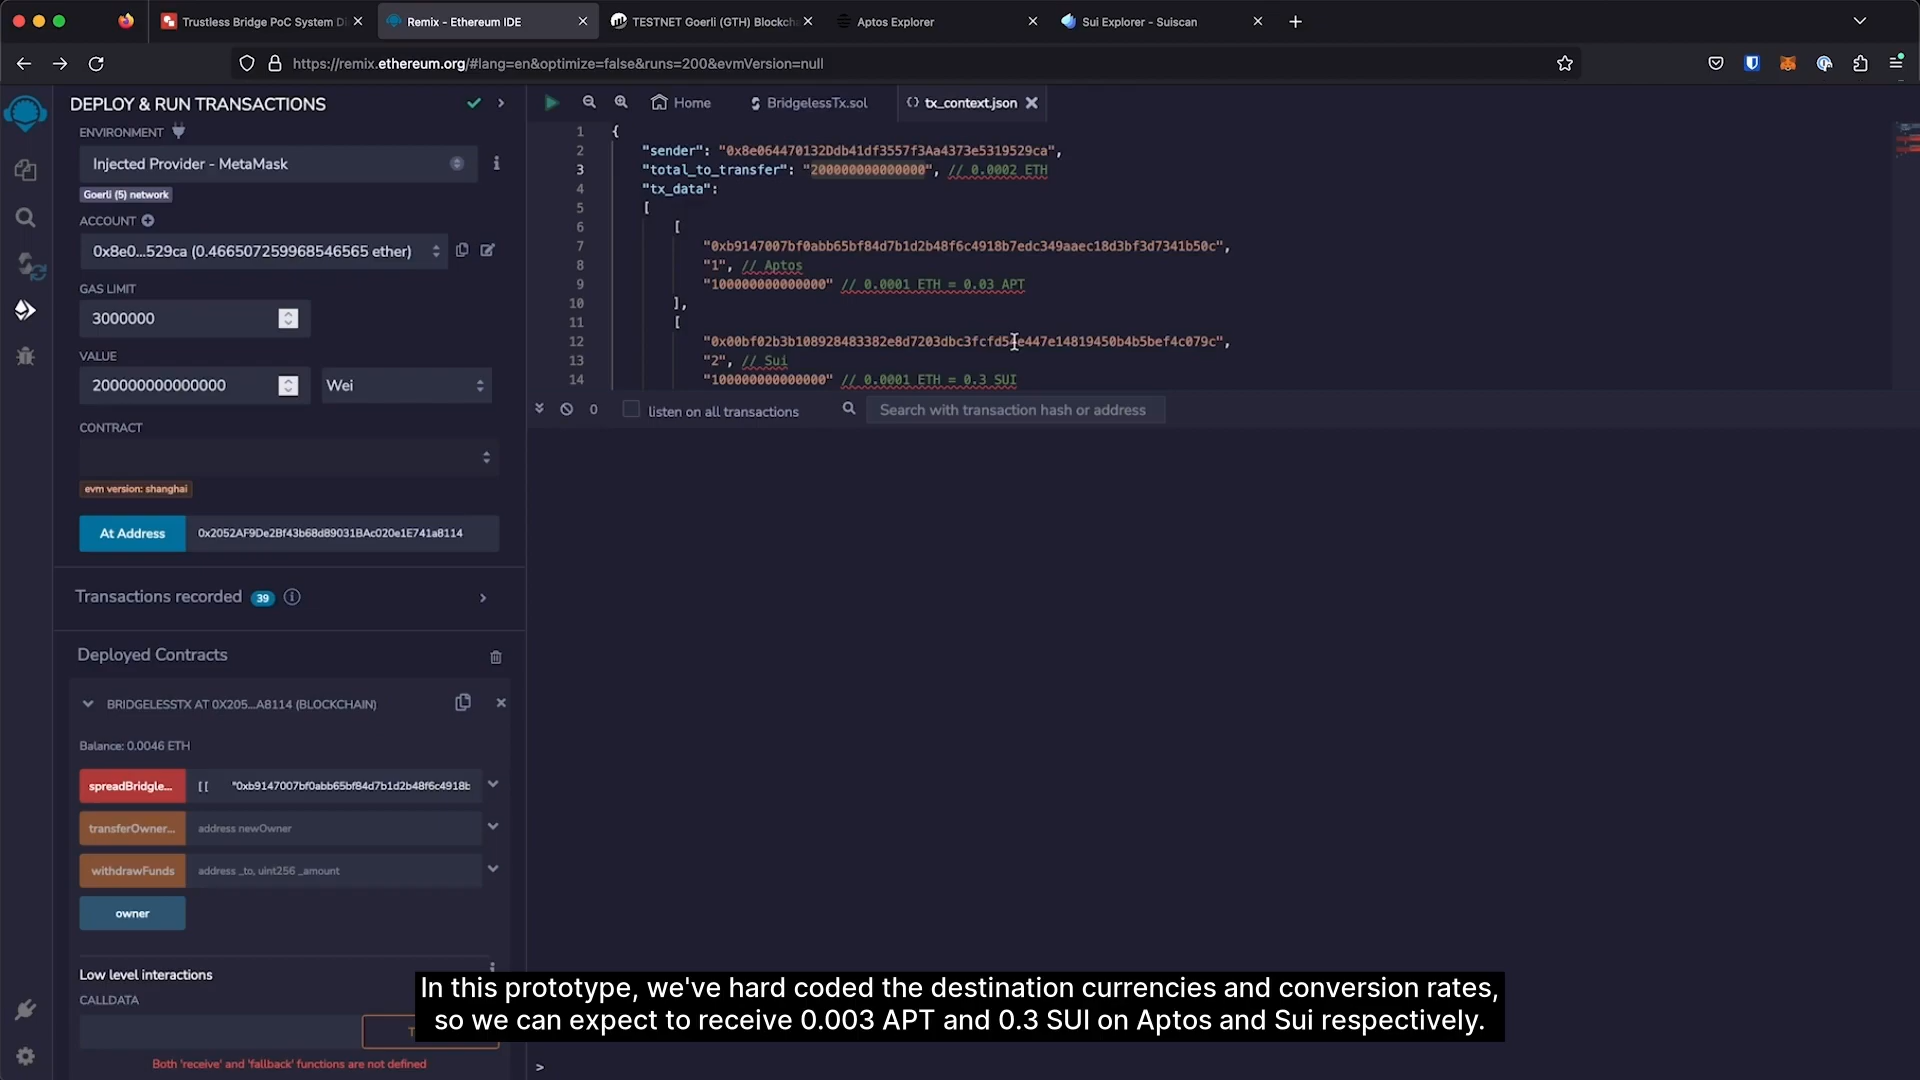 Trustless Bridge PoC System Di
Remix - Ethereum IDE
TESTNET Goerli (GTH) Blockcha
Aptos Explorer
Sui Explorer - Suiscan
https://remix.ethereum.org/#lang=en&optimize=false&runs=200&evmVersion=null
DEPLOY & RUN TRANSACTIONS
ENVIRONMENT
Injected Provider - MetaMask
Goerli (5) network
ACCOUNT
0x8e0...529ca (0.466507259968546565 ether)
GAS LIMIT
3000000
VALUE
200000000000000
Wei
CONTRACT
evm version: shanghai
At Address
0x2052AF9De2Bf43b68d89031BAc020e1E741a8114
Transactions recorded 39
Deployed Contracts
BRIDGELESSTX AT 0X205...A8114 (BLOCKCHAIN)
Balance: 0.0046 ETH
spreadBridgle...
[[ "0xb9147007bf0abb65bf84d7b1d2b48f6c4918b
transferOwner...
address newOwner
withdrawFunds
address _to, uint256 _amount
owner
Low level interactions
CALLDATA
Both 'receive' and 'fallback' functions are not defined
Home
BridgelessTx.sol
tx_context.json
1 {
2 "sender": "0x8e064470132Ddb41df3557f3Aa4373e5319529ca",
3 "total_to_transfer": "200000000000000", // 0.0002 ETH
4 "tx_data":
5 [
6 [
7 "0xb9147007bf0abb65bf84d7b1d2b48f6c4918b7edc349aaec18d3bf3d7341b50c",
8 "1", // Aptos
9 "100000000000000" // 0.0001 ETH = 0.03 APT
10 ],
11 [
12 "0x00bf02b3b108928483382e8d7203dbc3fcfd54e447e14819450b4b5bef4c079c",
13 "2", // Sui
14 "100000000000000" // 0.0001 ETH = 0.3 SUI
0
listen on all transactions
Search with transaction hash or address
>
In this prototype, we've hard coded the destination currencies and conversion rates,
so we can expect to receive 0.003 APT and 0.3 SUI on Aptos and Sui respectively.